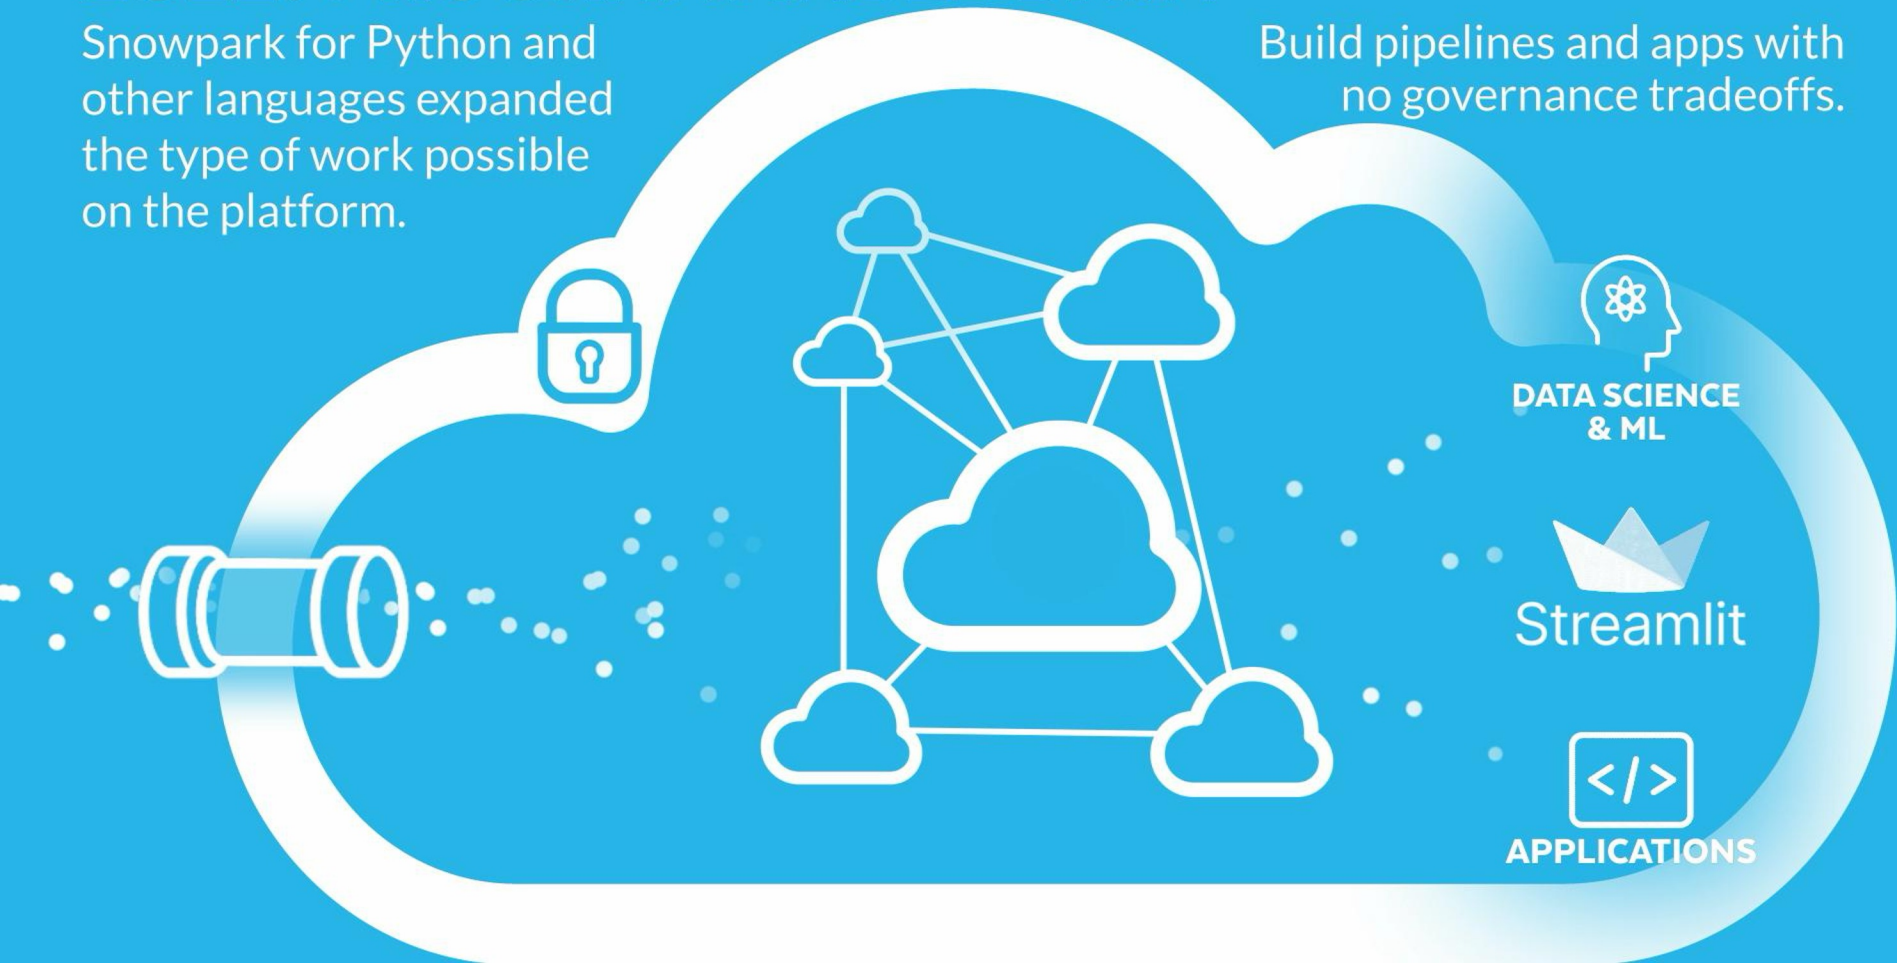 Snowpark for Python and
other languages expanded
the type of work possible
on the platform.
Build pipelines and apps with
no governance tradeoffs.
DATA SCIENCE
& ML
Streamlit
</>
APPLICATIONS